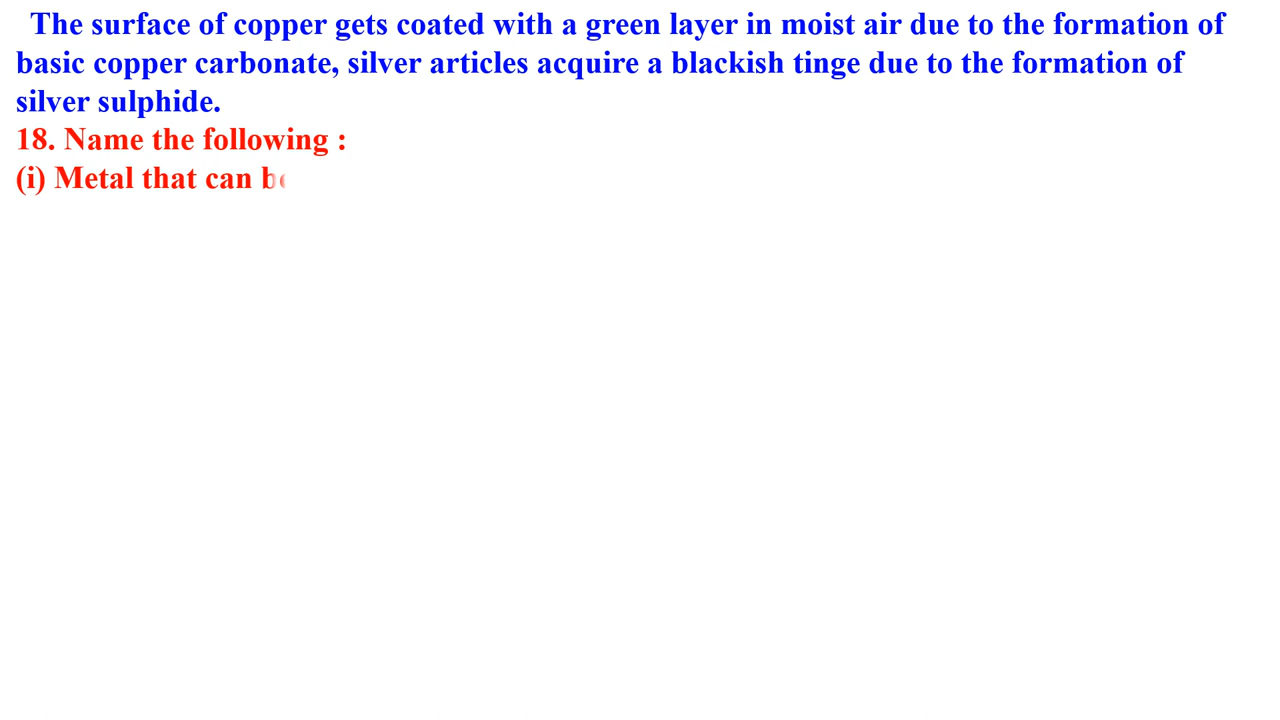 The surface of copper gets coated with a green layer in moist air due to the formation of
basic copper carbonate, silver articles acquire a blackish tinge due to the formation of
silver sulphide.
18. Name the following :
(i) Metal that can be